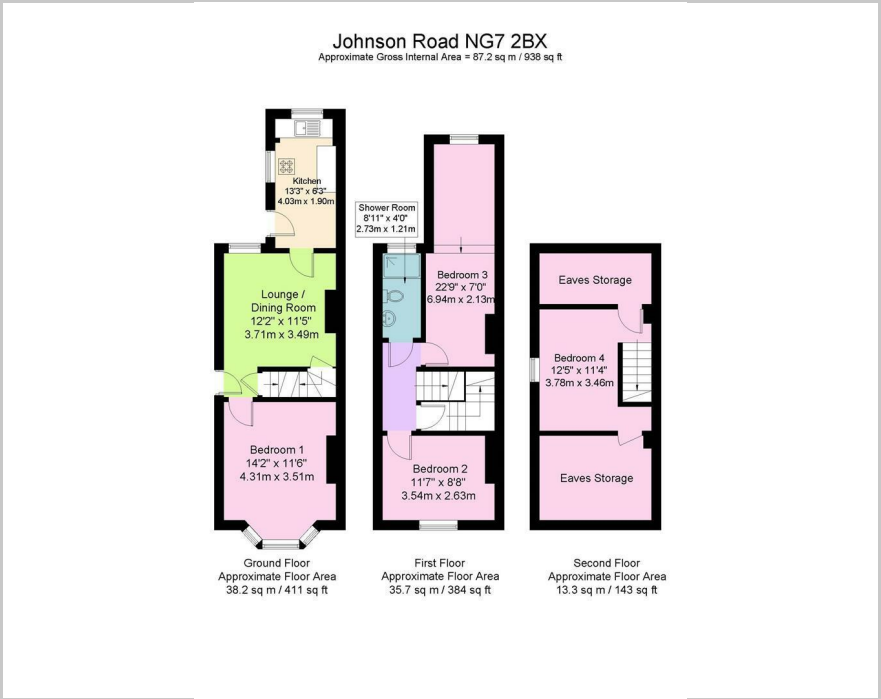 Johnson Road NG7 2BX
Approximate Gross Internal Area = 87.2 sq m / 938 sq ft
Kitchen
13'3" x 6'3"
4.03m x 1.90m
Lounge /
Dining Room
12'2" x 11'5"
3.71m x 3.49m
Bedroom 1
14'2" x 11'6"
4.31m x 3.51m
Ground Floor
Approximate Floor Area
38.2 sq m / 411 sq ft
Shower Room
8'11" x 4'0"
2.73m x 1.21m
Bedroom 3
22'9" x 7'0"
6.94m x 2.13m
Bedroom 2
11'7" x 8'8"
3.54m x 2.63m
First Floor
Approximate Floor Area
35.7 sq m / 384 sq ft
Eaves Storage
Bedroom 4
12'5" x 11'4"
3.78m x 3.46m
Eaves Storage
Second Floor
Approximate Floor Area
13.3 sq m / 143 sq ft